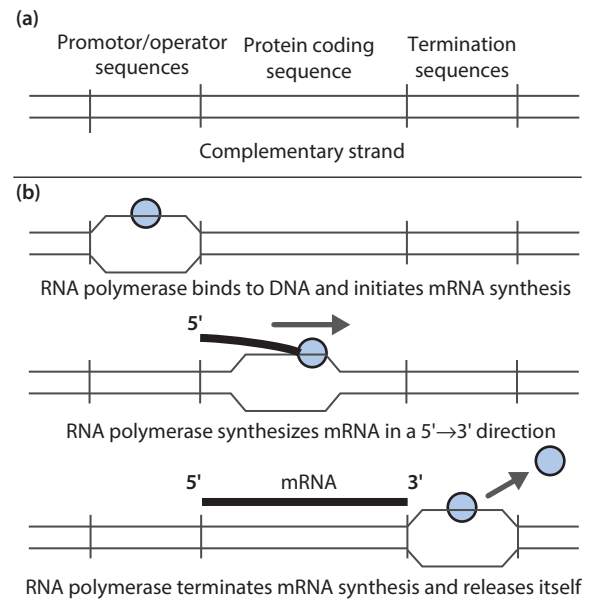 (a)
Promotor/operator sequences
Protein coding sequence
Termination sequences
Complementary strand
(b)
RNA polymerase binds to DNA and initiates mRNA synthesis
5'
RNA polymerase synthesizes mRNA in a 5'→3' direction
5' mRNA 3'
RNA polymerase terminates mRNA synthesis and releases itself